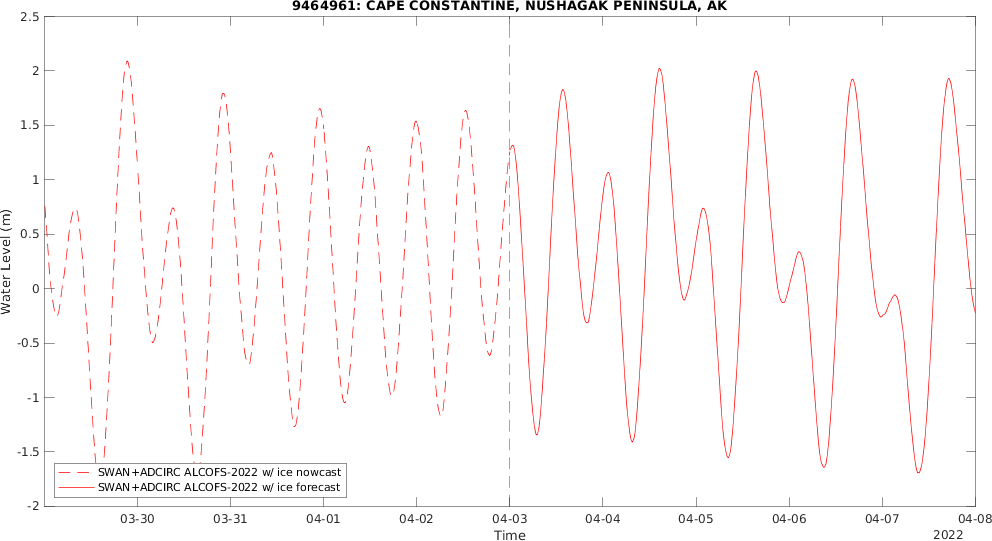 9464961: CAPE CONSTANTINE, NUSHAGAK PENINSULA, AK
2.5
2
1.5
1
0.5
0
-0.5
-1
-1.5
-2
Water Level (m)
SWAN+ADCIRC ALCOFS-2022 w/ ice nowcast
SWAN+ADCIRC ALCOFS-2022 w/ ice forecast
03-30 03-31 04-01 04-02 04-03 04-04 04-05 04-06 04-07 04-08
Time
2022